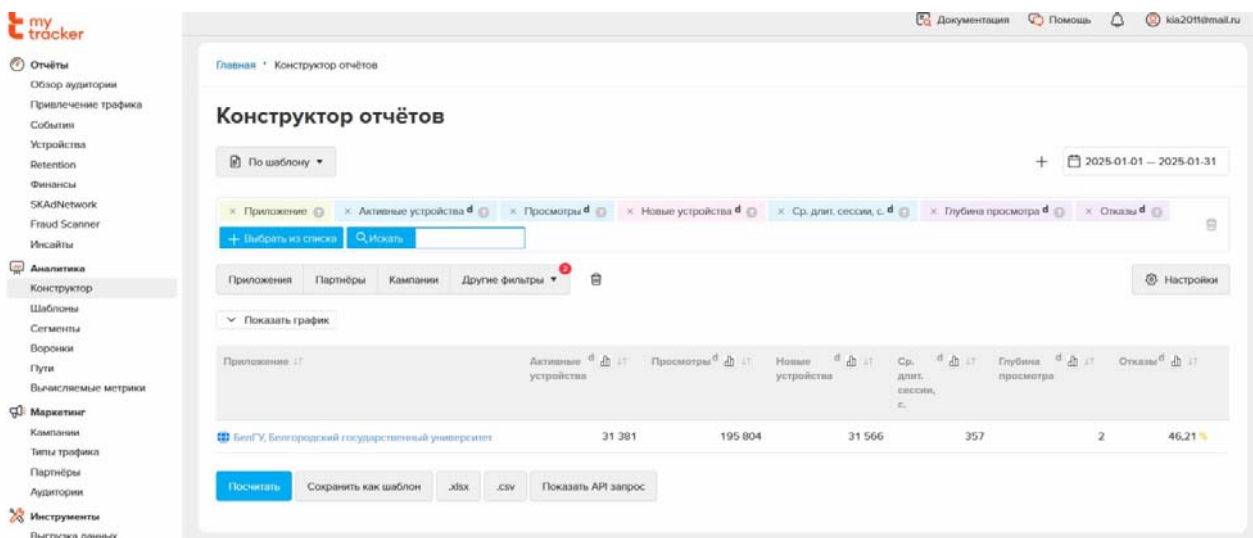 my
tracker
Документация
Помощь
kia2011@mail.ru
Отчёты
Обзор аудитории
Привлечение трафика
События
Устройства
Retention
Финансы
SKAdNetwork
Fraud Scanner
Инсайты
Аналитика
Конструктор
Шаблоны
Сегменты
Воронки
Пути
Вычисляемые метрики
Маркетинг
Кампании
Типы трафика
Партнёры
Аудитории
Инструменты
Выгрузка данных
Главная • Конструктор отчётов
Конструктор отчётов
По шаблону
+ 2025-01-01 — 2025-01-31
× Приложение × Активные устройства d × Просмотры d × Новые устройства d × Ср. длит. сессии, с. d × Глубина просмотра d × Отказы d
+ Выбрать из списка Искать
Приложения Партнёры Кампании Другие фильтры 2
Настройки
Показать график
Приложение
Активные устройства d
Просмотры d
Новые устройства d
Ср. длит. сессии, с. d
Глубина просмотра d
Отказы d
БелГУ, Белгородский государственный университет 31 381 195 804 31 566 357 2 46,21 %
Посчитать Сохранить как шаблон .xlsx .csv Показать API запрос